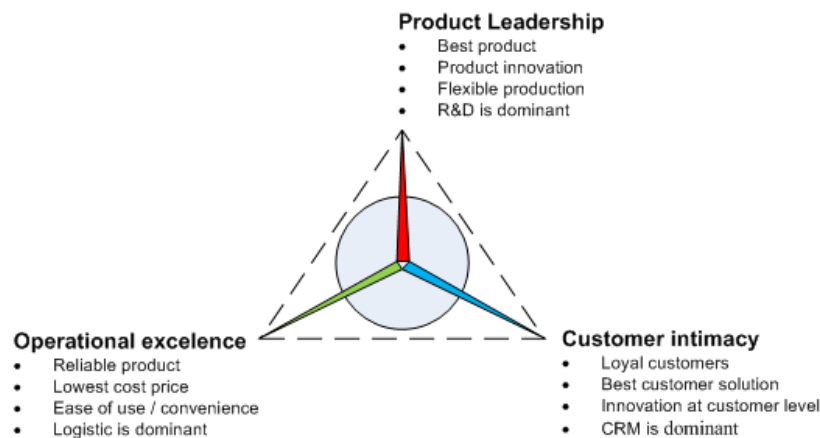 Product Leadership
• Best product
• Product innovation
• Flexible production
• R&D is dominant
Operational excelence
• Reliable product
• Lowest cost price
• Ease of use / convenience
• Logistic is dominant
Customer intimacy
• Loyal customers
• Best customer solution
• Innovation at customer level
• CRM is dominant